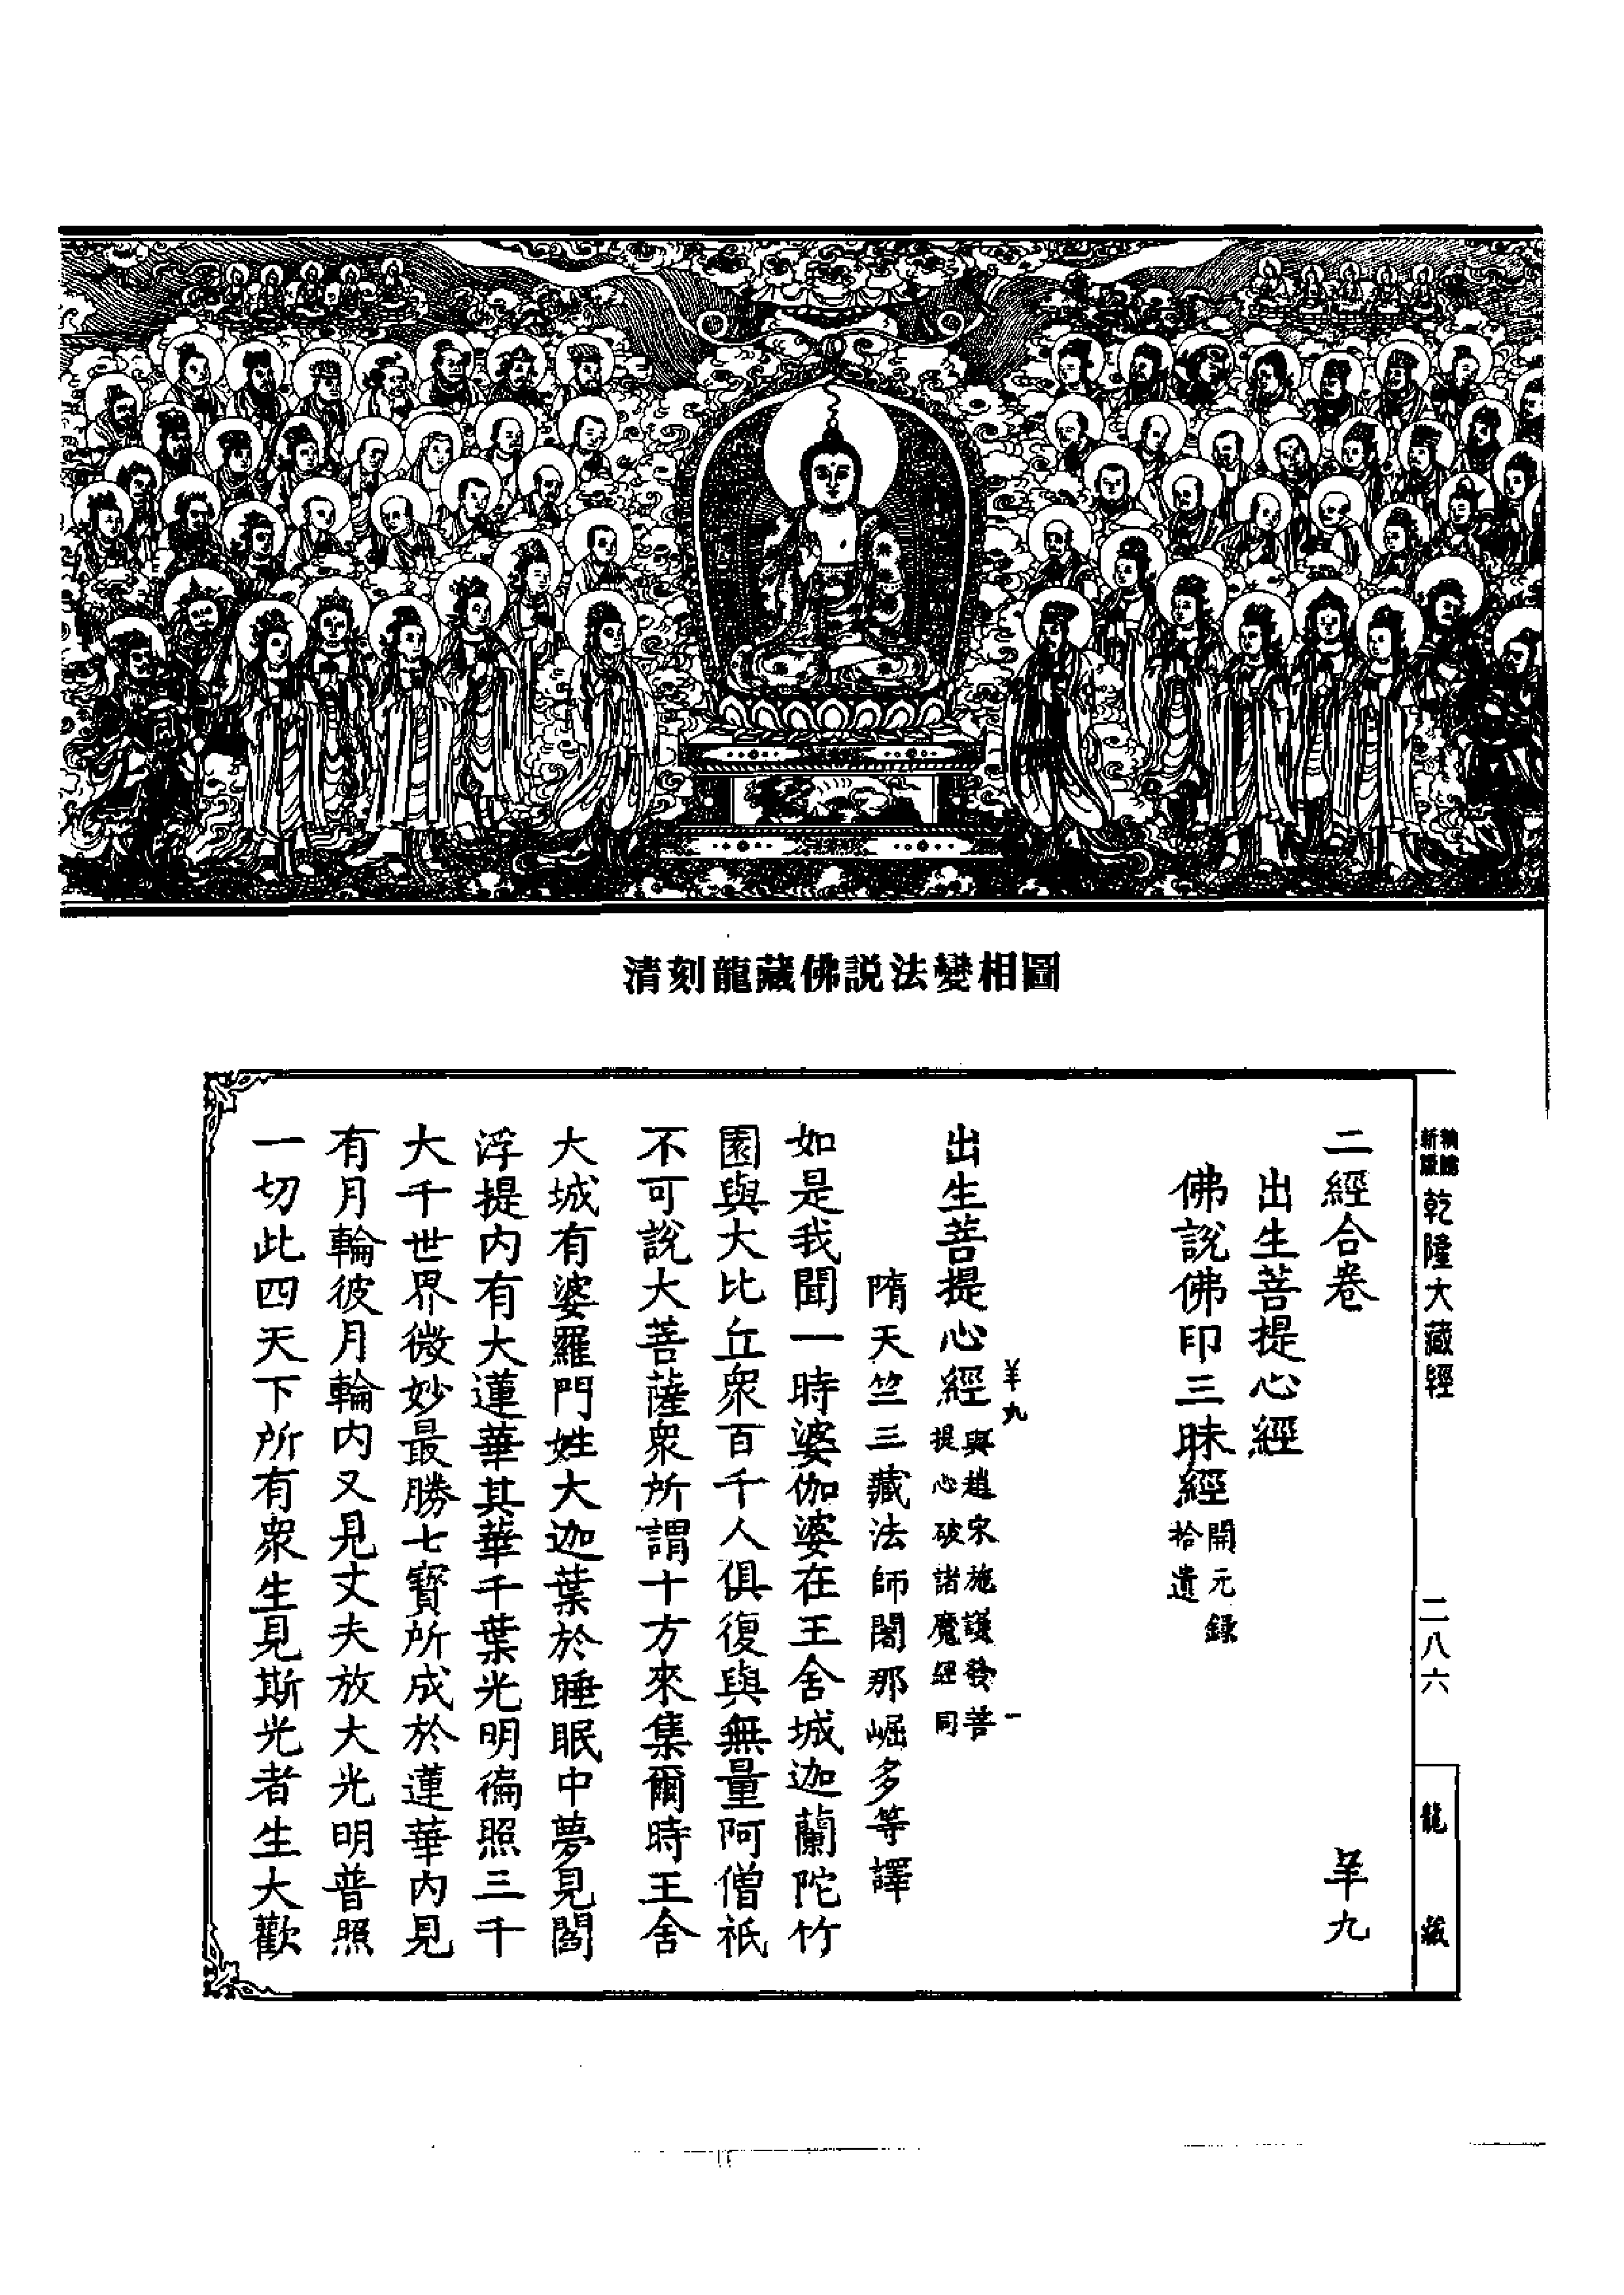 清刻龍藏佛説法變相圖
乾隆大藏經
二八六
龍藏
二經合卷 羊九
出生菩提心經
佛說佛印三昧經 開元錄
拾遺
羊九 一
出生菩提心經 與趙宋施護發菩
提心破諸魔經同
隋天竺三藏法師闍那崛多等譯
如是我聞一時婆伽婆在王舍城迦蘭陀竹
園與大比丘眾百千人俱復與無量阿僧祇
不可說大菩薩眾所謂十方來集爾時王舍
大城有婆羅門姓大迦葉於睡眠中夢見閻
浮提內有大蓮華其華千葉光明徧照三千
大千世界微妙最勝七寶所成於蓮華內見
有月輪彼月輪內又見丈夫放大光明普照
一切此四天下所有眾生見斯光者生大歡